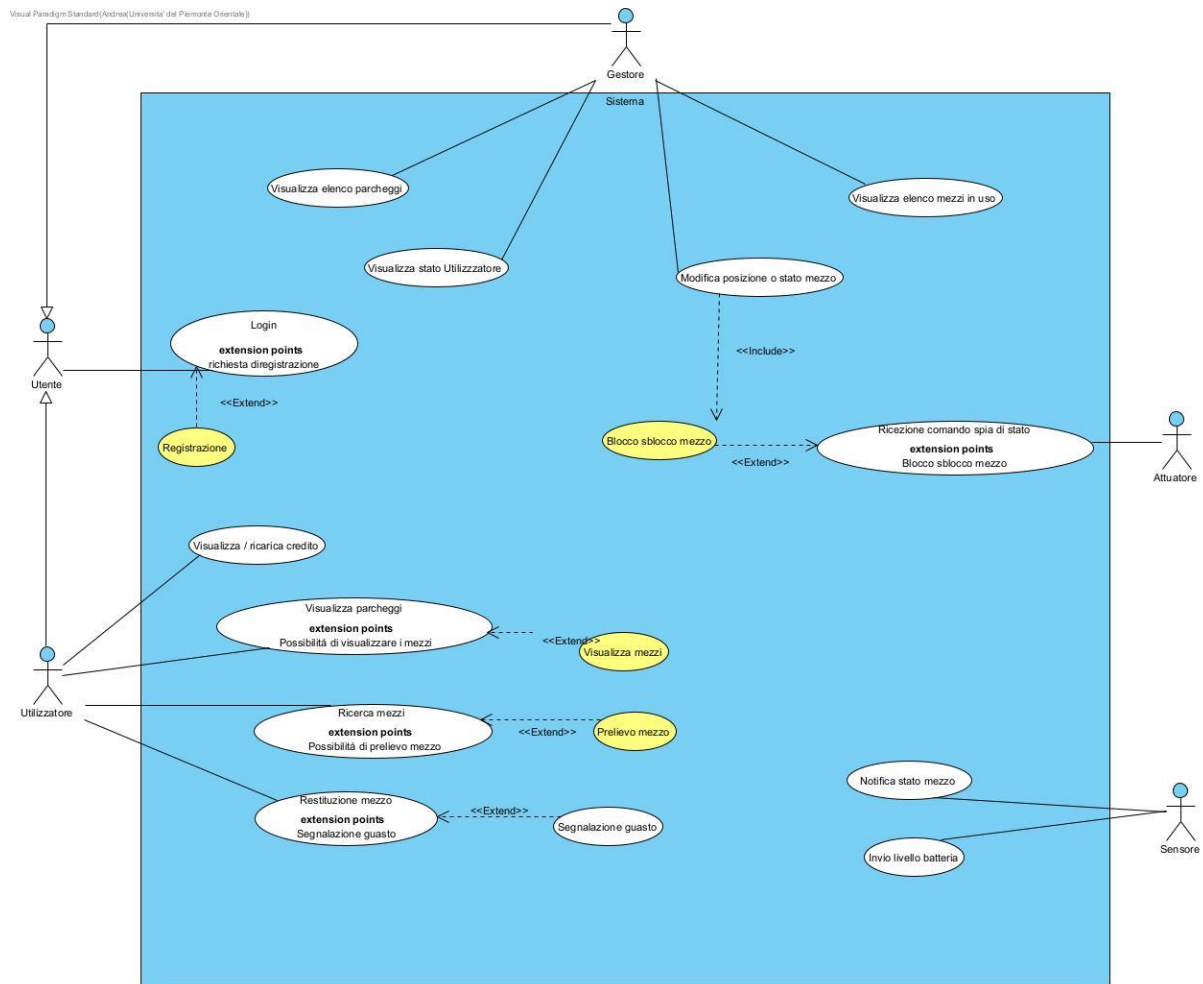 Visual Paradigm Standard(Andrea(Universita' del Piemonte Orientale))
Gestore
Sistema
Visualizza elenco parcheggi
Visualizza elenco mezzi in uso
Visualizza stato Utilizzzatore
Modifica posizione o stato mezzo
Login
extension points
richiesta diregistrazione
<<Include>>
Utente
<<Extend>>
Registrazione
Blocco sblocco mezzo
<<Extend>>
Ricezione comando spia di stato
extension points
Blocco sblocco mezzo
Attuatore
Visualizza / ricarica credito
Visualizza parcheggi
extension points
Possibilitá di visualizzare i mezzi
<<Extend>>
Visualizza mezzi
Utilizzatore
Ricerca mezzi
extension points
Possibilitá di prelievo mezzo
<<Extend>>
Prelievo mezzo
Restituzione mezzo
extension points
Segnalazione guasto
<<Extend>>
Segnalazione guasto
Notifica stato mezzo
Invio livello batteria
Sensore